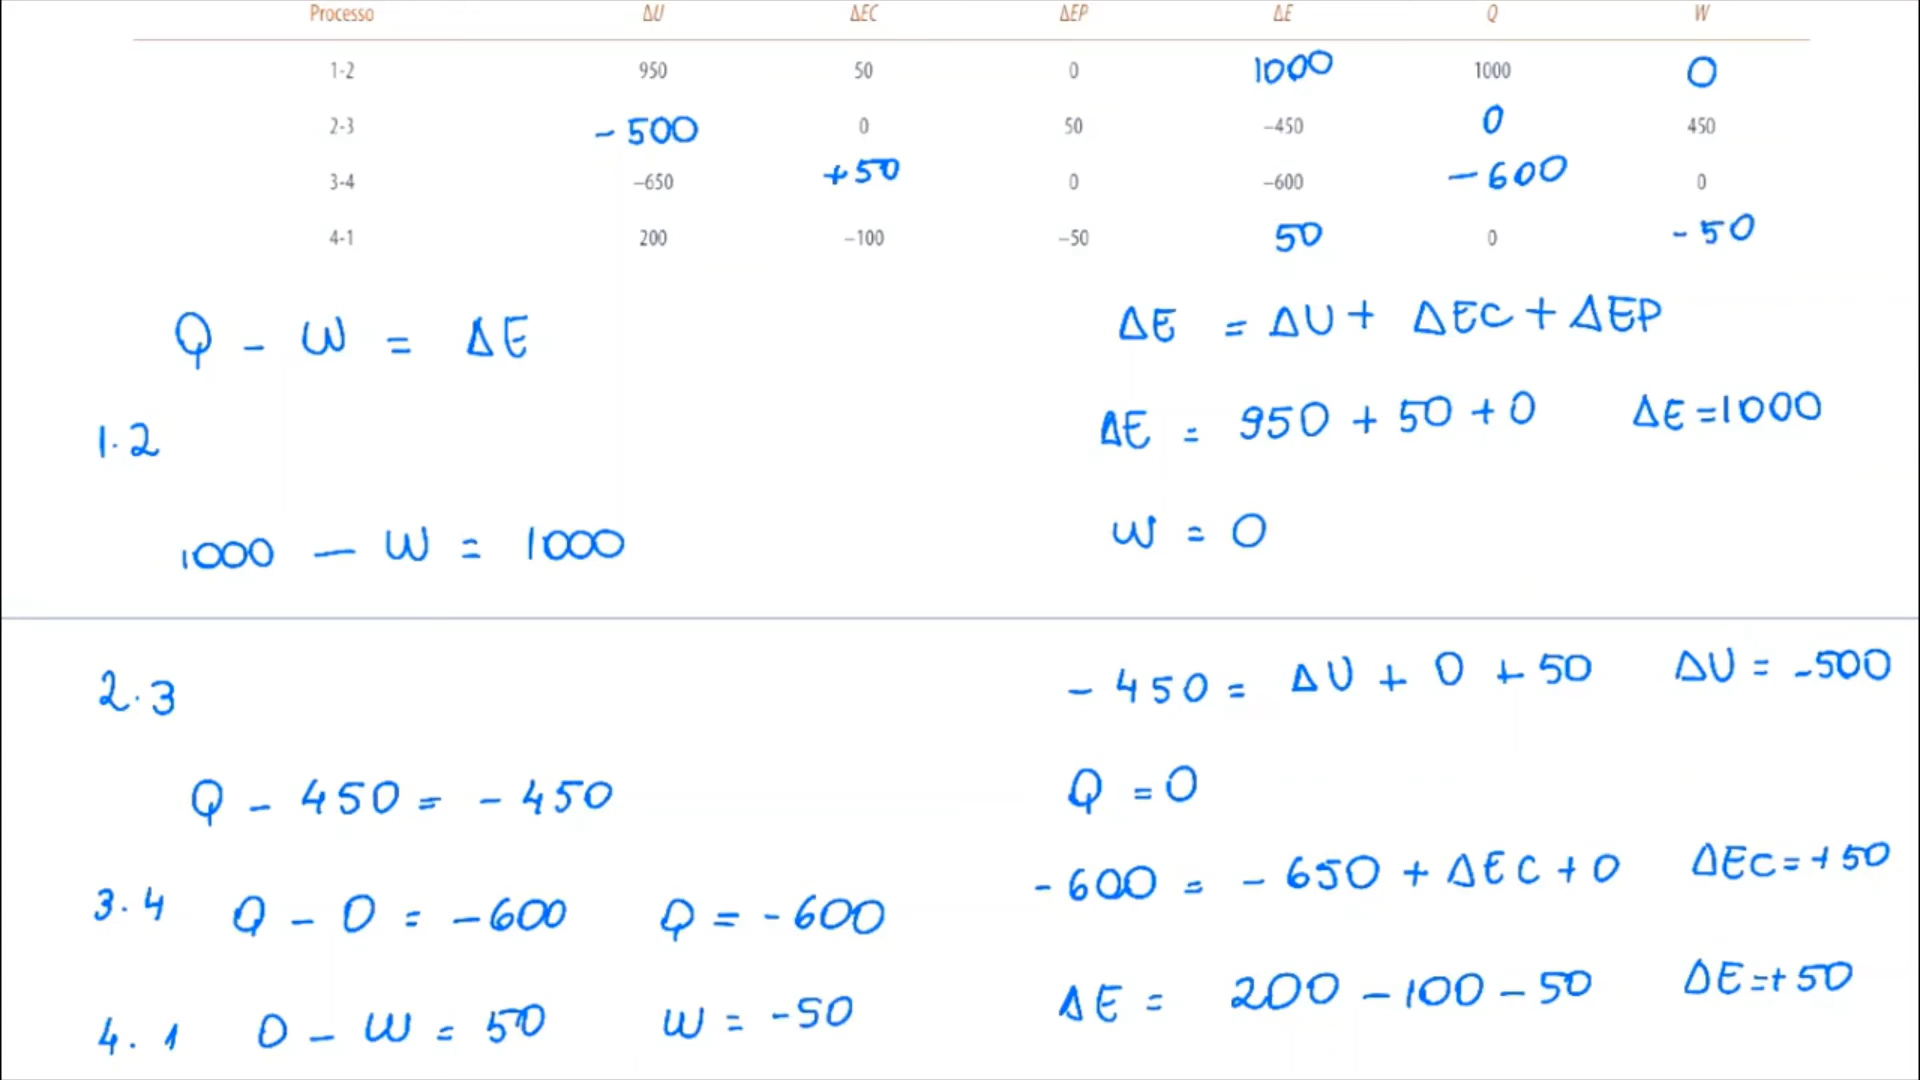 Processo ΔU ΔEC ΔEP ΔE Q W
1-2 950 50 0 1000 1000 0
2-3 -500 0 50 –450 0 450
3-4 –650 +50 0 –600 -600 0
4-1 200 –100 –50 50 0 -50
Q - W = ΔE ΔE = ΔU + ΔEC + ΔEP
1.2 ΔE = 950 + 50 + 0 ΔE = 1000
1000 - W = 1000 W = 0
2.3 - 450 = ΔU + 0 + 50 ΔU = -500
Q - 450 = - 450 Q = 0
3.4 Q - 0 = -600 Q = -600 -600 = - 650 + ΔEC + 0 ΔEC = +50
4.1 0 - W = 50 W = -50 ΔE = 200 - 100 - 50 ΔE = +50